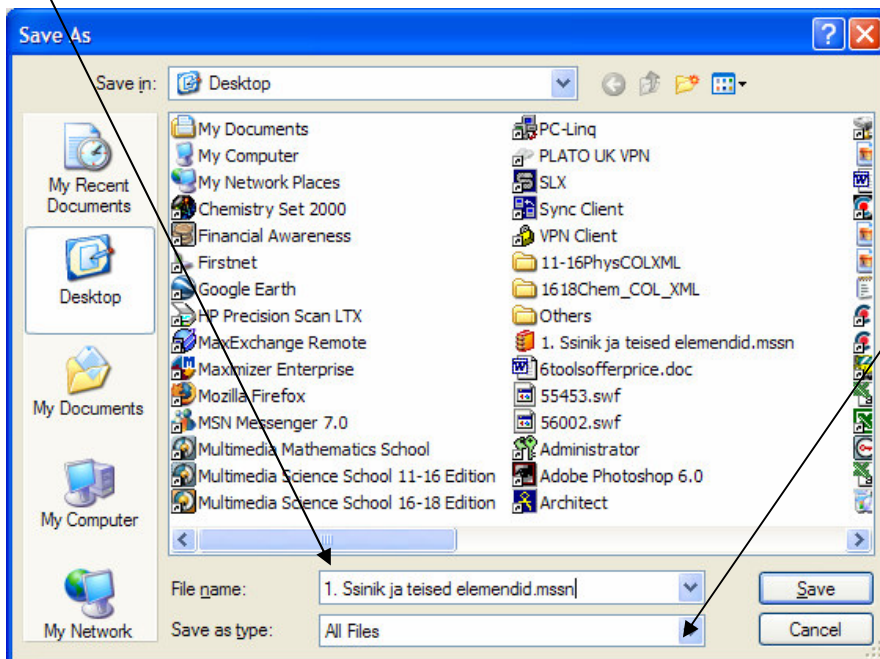 Save As
Save in: Desktop
My Recent Documents
Desktop
My Documents
My Computer
My Network
My Documents
My Computer
My Network Places
Chemistry Set 2000
Financial Awareness
Firstnet
Google Earth
HP Precision Scan LTX
MaxExchange Remote
Maximizer Enterprise
Mozilla Firefox
MSN Messenger 7.0
Multimedia Mathematics School
Multimedia Science School 11-16 Edition
Multimedia Science School 16-18 Edition
PC-Linq
PLATO UK VPN
SLX
Sync Client
VPN Client
11-16PhysCOLXML
1618Chem_COL_XML
Others
1. Ssinik ja teised elemendid.mssn
6toolsofferprice.doc
55453.swf
56002.swf
Administrator
Adobe Photoshop 6.0
Architect
File name: 1. Ssinik ja teised elemendid.mssn
Save
Save as type: All Files
Cancel